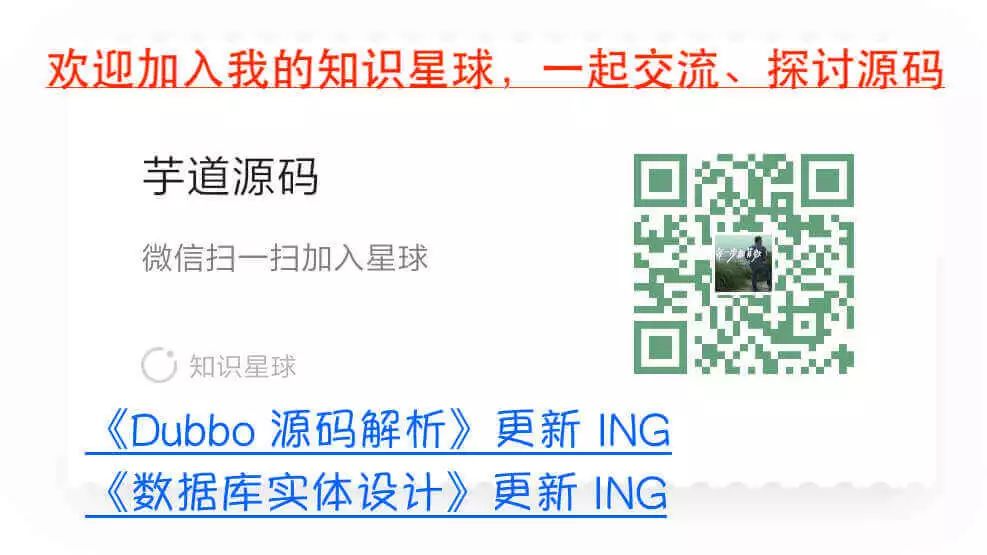 欢迎加入我的知识星球，一起交流、探讨源码
芋道源码
微信扫一扫加入星球
知识星球
《Dubbo 源码解析》更新 ING
《数据库实体设计》更新 ING